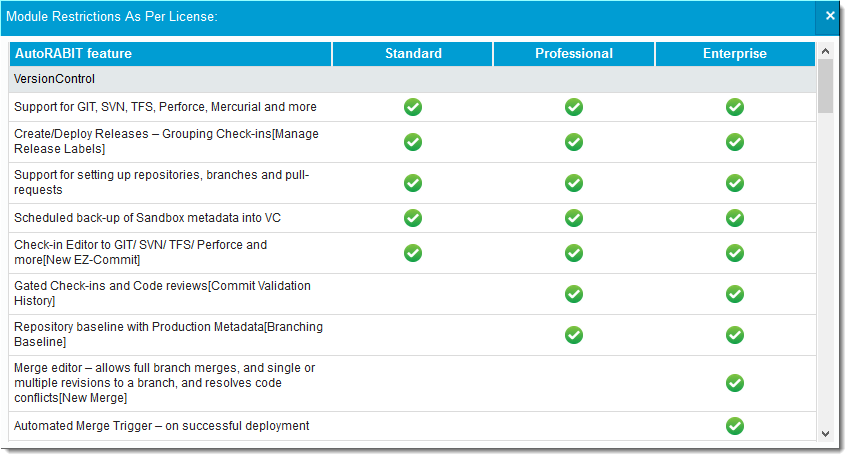 Module Restrictions As Per License:
AutoRABIT feature Standard Professional Enterprise
VersionControl
Support for GIT, SVN, TFS, Perforce, Mercurial and more
Create/Deploy Releases – Grouping Check-ins[Manage
Release Labels]
Support for setting up repositories, branches and pull-
requests
Scheduled back-up of Sandbox metadata into VC
Check-in Editor to GIT/ SVN/ TFS/ Perforce and
more[New EZ-Commit]
Gated Check-ins and Code reviews[Commit Validation
History]
Repository baseline with Production Metadata[Branching
Baseline]
Merge editor – allows full branch merges, and single or
multiple revisions to a branch, and resolves code
conflicts[New Merge]
Automated Merge Trigger – on successful deployment